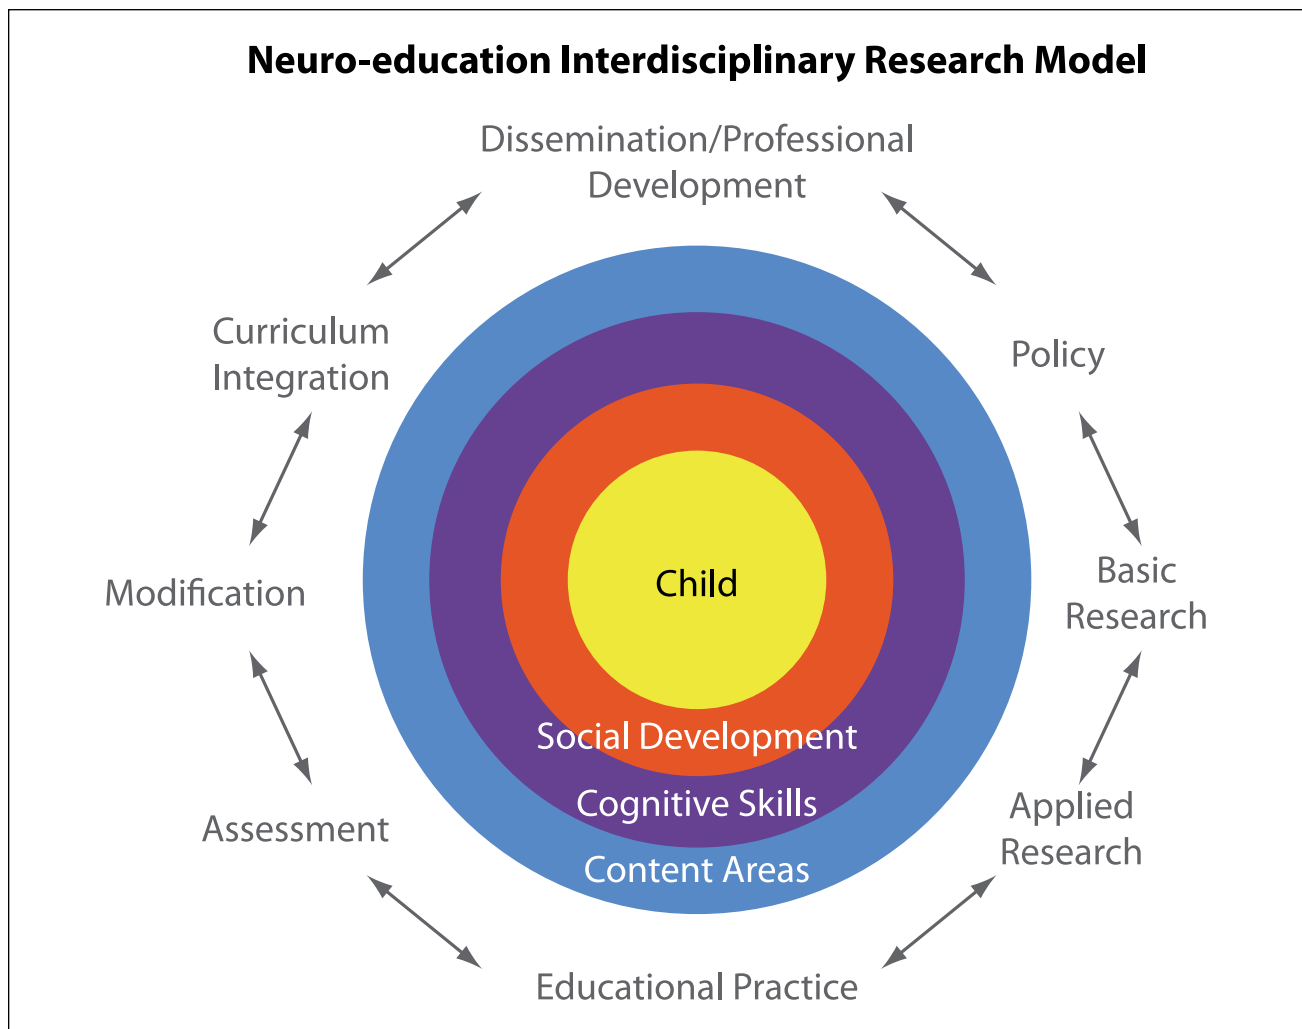 Neuro-education Interdisciplinary Research Model
Dissemination/Professional
Development
Curriculum
Integration
Policy
Modification
Child
Basic
Research
Social Development
Cognitive Skills
Content Areas
Assessment
Applied
Research
Educational Practice